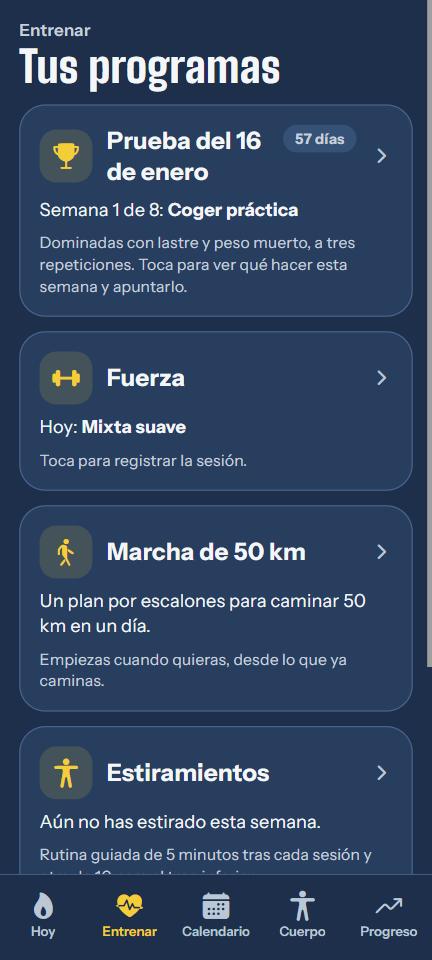 Entrenar
Tus programas
Prueba del 16
de enero
57 días
Semana 1 de 8: Coger práctica
Dominadas con lastre y peso muerto, a tres
repeticiones. Toca para ver qué hacer esta
semana y apuntarlo.
Fuerza
Hoy: Mixta suave
Toca para registrar la sesión.
Marcha de 50 km
Un plan por escalones para caminar 50
km en un día.
Empiezas cuando quieras, desde lo que ya
caminas.
Estiramientos
Aún no has estirado esta semana.
Rutina guiada de 5 minutos tras cada sesión y
Hoy
Entrenar
Calendario
Cuerpo
Progreso